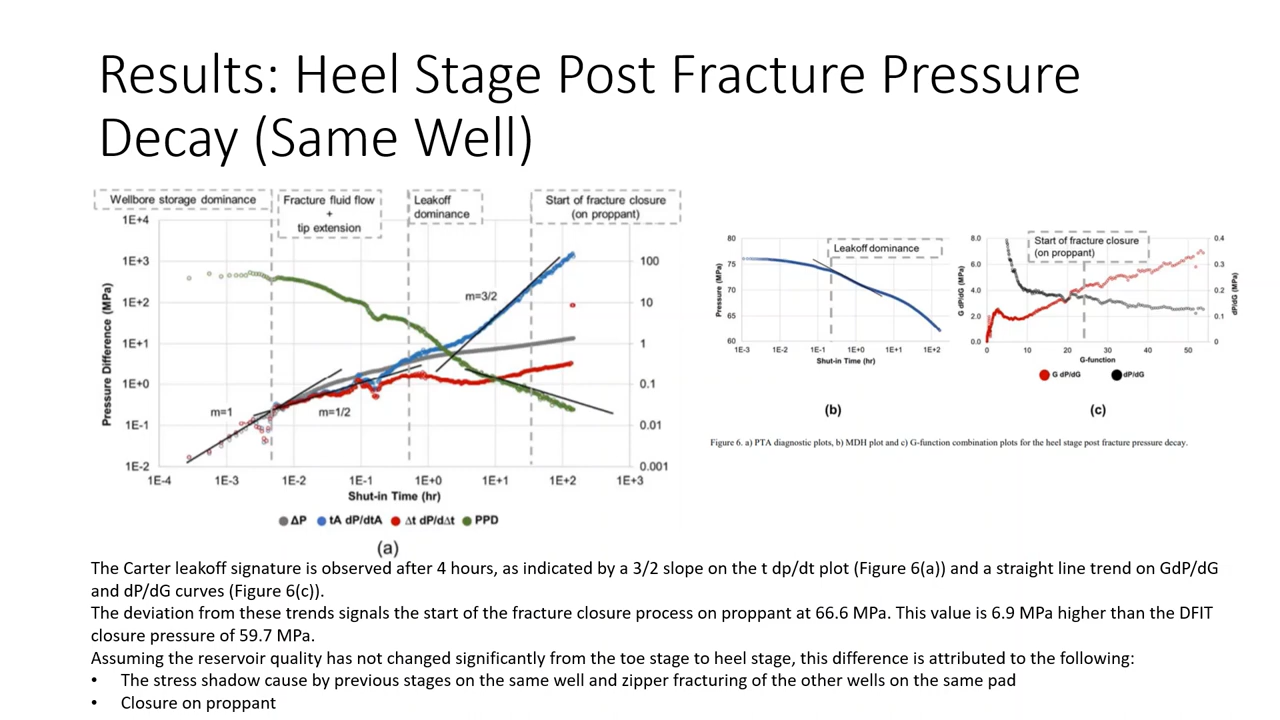 Results: Heel Stage Post Fracture Pressure
Decay (Same Well)
Wellbore storage dominance
Fracture fluid flow
+
tip extension
Leakoff
dominance
Start of fracture closure
(on proppant)
1E+4
1E+3
1E+2
1E+1
1E+0
1E-1
1E-2
Pressure Difference (MPa)
100
10
1
0.1
0.01
0.001
m=3/2
m=1
m=1/2
1E-4 1E-3 1E-2 1E-1 1E+0 1E+1 1E+2 1E+3
Shut-in Time (hr)
ΔP tA dP/dtA Δt dP/dΔt PPD
(a)
80
75
70
65
60
Pressure (MPa)
Leakoff dominance
1E-3 1E-2 1E-1 1E+0 1E+1 1E+2
Shut-in Time (hr)
(b)
8.0
6.0
4.0
2.0
0.0
G dP/dG (MPa)
Start of fracture closure
(on proppant)
0.4
0.3
0.2
0.1
0
dP/dG (MPa)
0 10 20 30 40 50
G-function
G dP/dG dP/dG
(c)
Figure 6. a) PTA diagnostic plots, b) MDH plot and c) G-function combination plots for the heel stage post fracture pressure decay.
The Carter leakoff signature is observed after 4 hours, as indicated by a 3/2 slope on the t dp/dt plot (Figure 6(a)) and a straight line trend on GdP/dG
and dP/dG curves (Figure 6(c)).
The deviation from these trends signals the start of the fracture closure process on proppant at 66.6 MPa. This value is 6.9 MPa higher than the DFIT
closure pressure of 59.7 MPa.
Assuming the reservoir quality has not changed significantly from the toe stage to heel stage, this difference is attributed to the following:
• The stress shadow cause by previous stages on the same well and zipper fracturing of the other wells on the same pad
• Closure on proppant